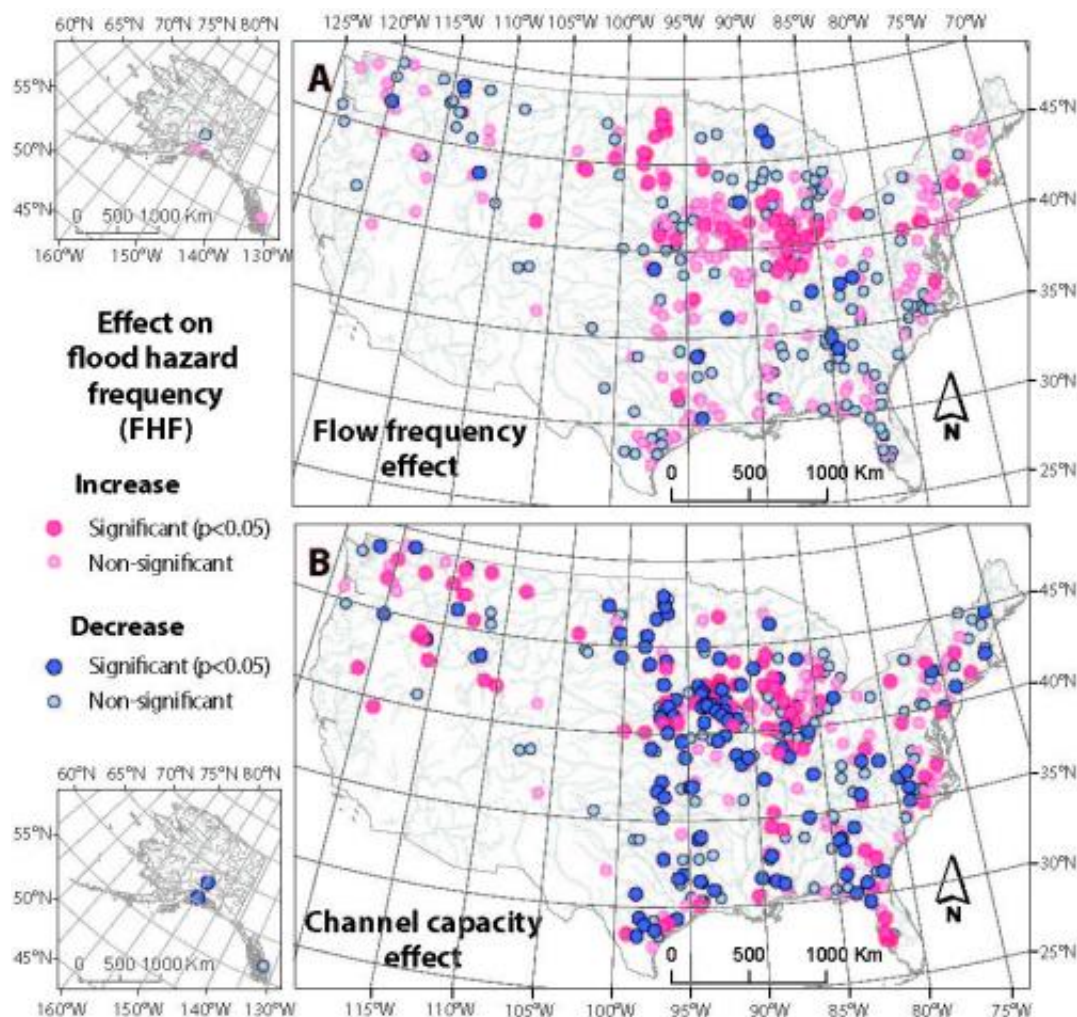 125°W 120°W 115°W 110°W 105°W 100°W 95°W 90°W 85°W 80°W 75°W 70°W
60°N 65°N 70°N 75°N 80°N
A
55°N
50°N
45°N
0 500 1000 Km
160°W 150°W 140°W 130°W
45°N
40°N
35°N
30°N
25°N
N
Flow frequency
effect
0 500 1000 Km
Effect on
flood hazard
frequency
(FHF)
Increase
Significant (p<0.05)
Non-significant
Decrease
Significant (p<0.05)
Non-significant
B
45°N
40°N
35°N
30°N
25°N
N
Channel capacity
effect
0 500 1000 Km
60°N 65°N 70°N 75°N 80°N
55°N
50°N
45°N
0 500 1000 Km
160°W 150°W 140°W 130°W
115°W 110°W 105°W 100°W 95°W 90°W 85°W 80°W 75°W